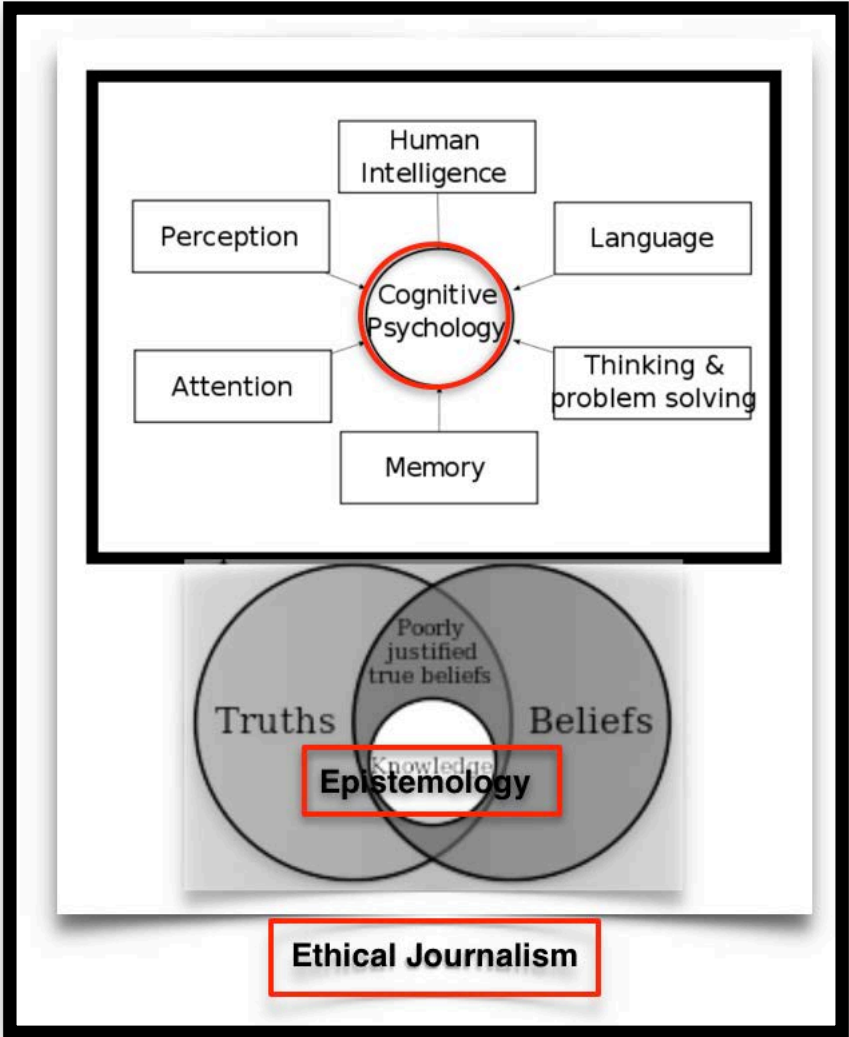 Human
Intelligence
Perception
Language
Cognitive
Psychology
Attention
Thinking &
problem solving
Memory
Poorly
justified
true beliefs
Truths
Beliefs
Knowledge
Epistemology
Ethical Journalism